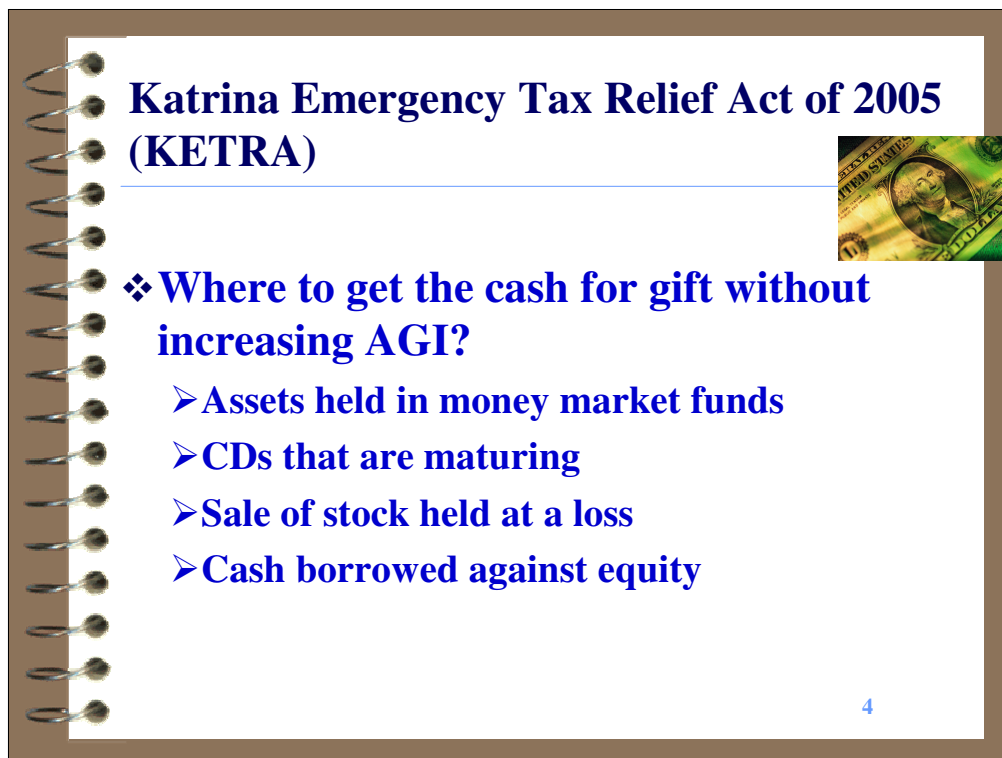 Katrina Emergency Tax Relief Act of 2005
(KETRA)
❖Where to get the cash for gift without
increasing AGI?
➢Assets held in money market funds
➢CDs that are maturing
➢Sale of stock held at a loss
➢Cash borrowed against equity
4